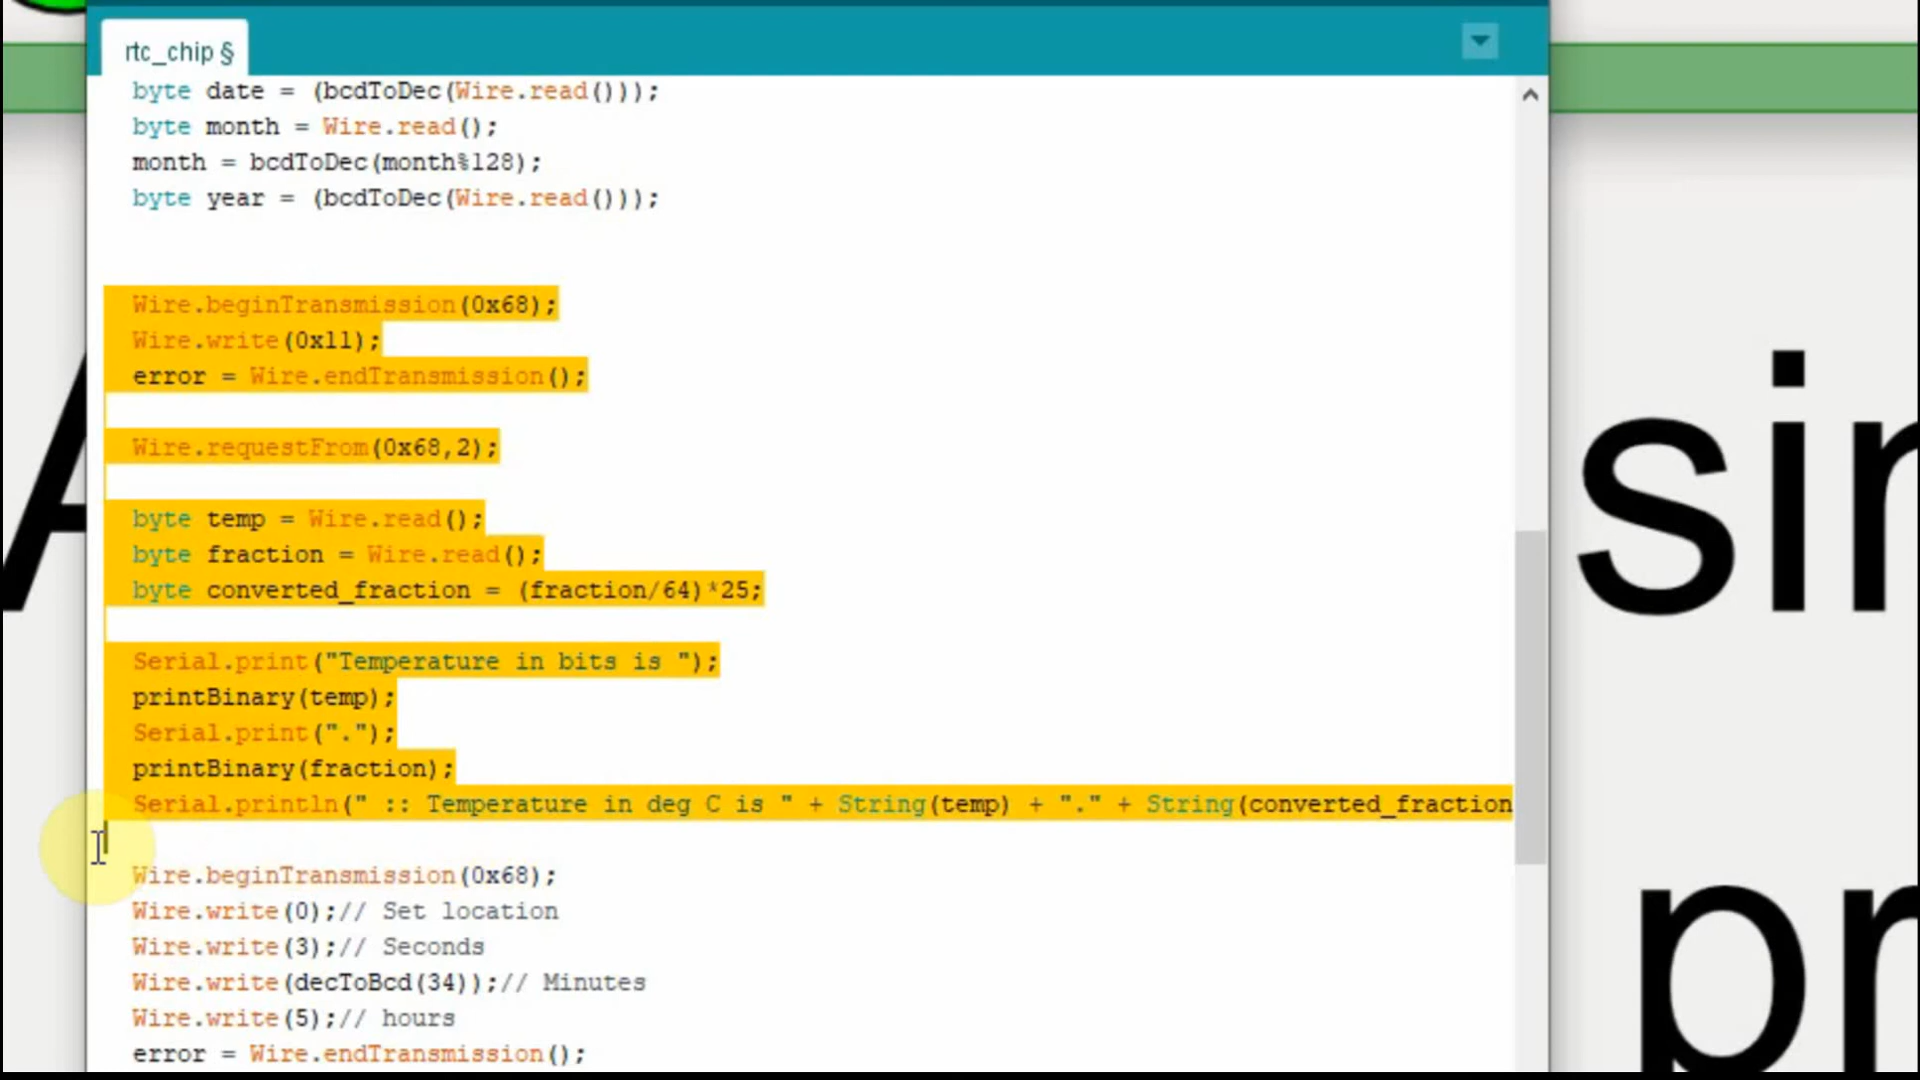 rtc_chip §
byte date = (bcdToDec(Wire.read()));
byte month = Wire.read();
month = bcdToDec(month%128);
byte year = (bcdToDec(Wire.read()));
Wire.beginTransmission(0x68);
Wire.write(0x11);
error = Wire.endTransmission();
Wire.requestFrom(0x68,2);
byte temp = Wire.read();
byte fraction = Wire.read();
byte converted_fraction = (fraction/64)*25;
Serial.print("Temperature in bits is ");
printBinary(temp);
Serial.print(".");
printBinary(fraction);
Serial.println(" :: Temperature in deg C is " + String(temp) + "." + String(converted_fraction
Wire.beginTransmission(0x68);
Wire.write(0);// Set location
Wire.write(3);// Seconds
Wire.write(decToBcd(34));// Minutes
Wire.write(5);// hours
error = Wire.endTransmission();